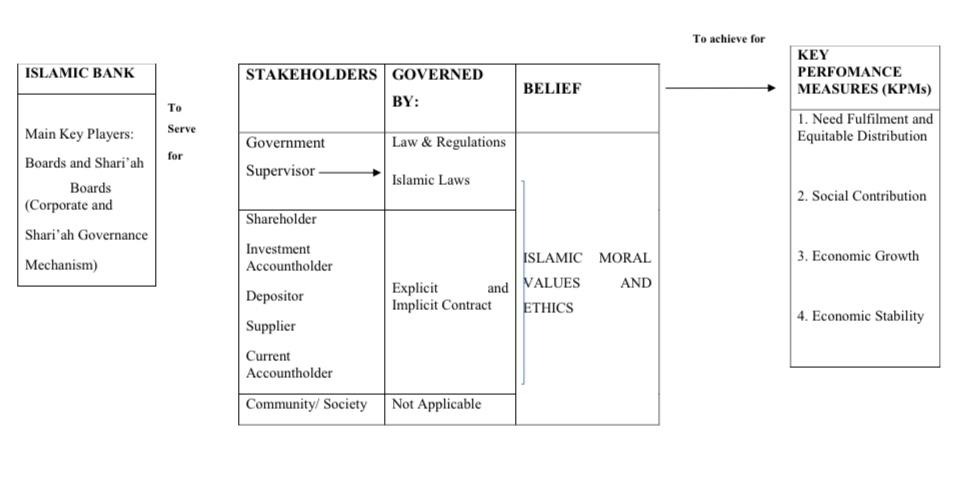 To achieve for
ISLAMIC BANK
Main Key Players:
Boards and Shari’ah
Boards
(Corporate and
Shari’ah Governance
Mechanism)
To
Serve
for
STAKEHOLDERS
GOVERNED
BY:
BELIEF
Government
Supervisor
Law & Regulations
Islamic Laws
Shareholder
Investment
Accountholder
Depositor
Supplier
Current
Accountholder
Explicit and
Implicit Contract
Community/ Society
Not Applicable
ISLAMIC MORAL
VALUES AND
ETHICS
KEY
PERFOMANCE
MEASURES (KPMs)
1. Need Fulfilment and
Equitable Distribution
2. Social Contribution
3. Economic Growth
4. Economic Stability